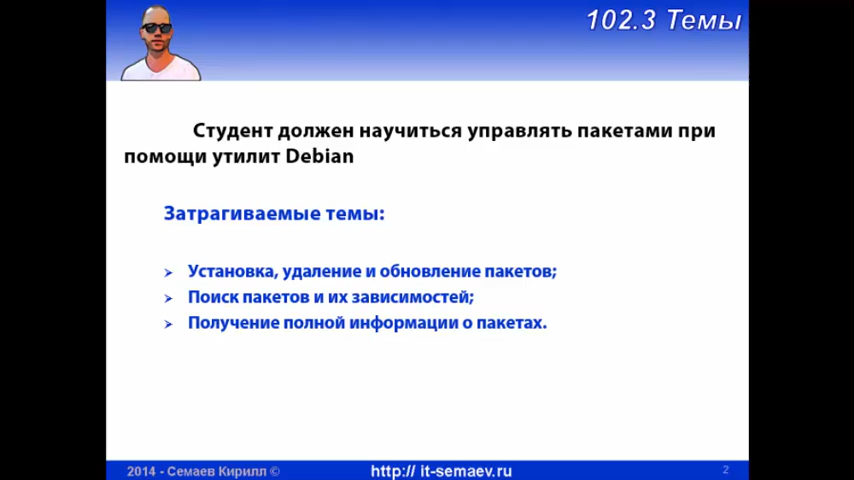 102.3 Темы
Студент должен научиться управлять пакетами при
помощи утилит Debian
Затрагиваемые темы:
Установка, удаление и обновление пакетов;
Поиск пакетов и их зависимостей;
Получение полной информации о пакетах.
2014 - Семаев Кирилл © http:// it-semaev.ru 2